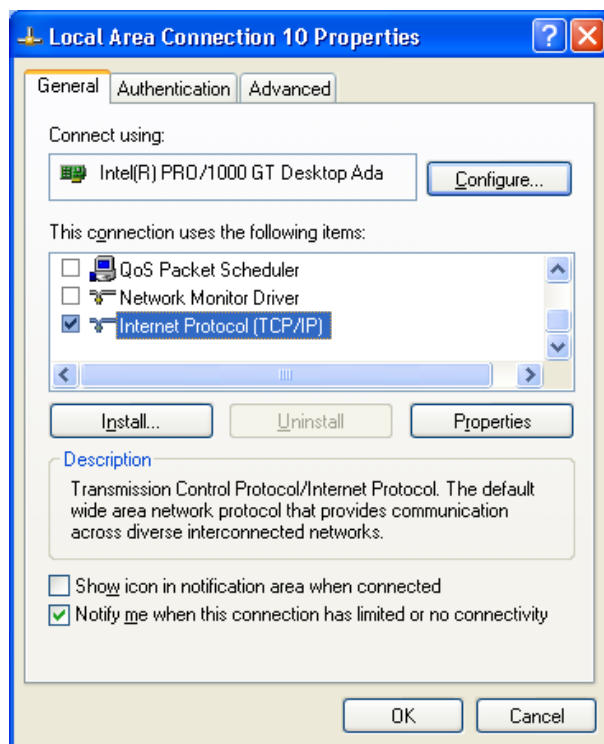 Local Area Connection 10 Properties
General
Authentication
Advanced
Connect using:
Intel(R) PRO/1000 GT Desktop Ada
Configure...
This connection uses the following items:
QoS Packet Scheduler
Network Monitor Driver
Internet Protocol (TCP/IP)
Install...
Uninstall
Properties
Description
Transmission Control Protocol/Internet Protocol. The default
wide area network protocol that provides communication
across diverse interconnected networks.
Show icon in notification area when connected
Notify me when this connection has limited or no connectivity
OK
Cancel